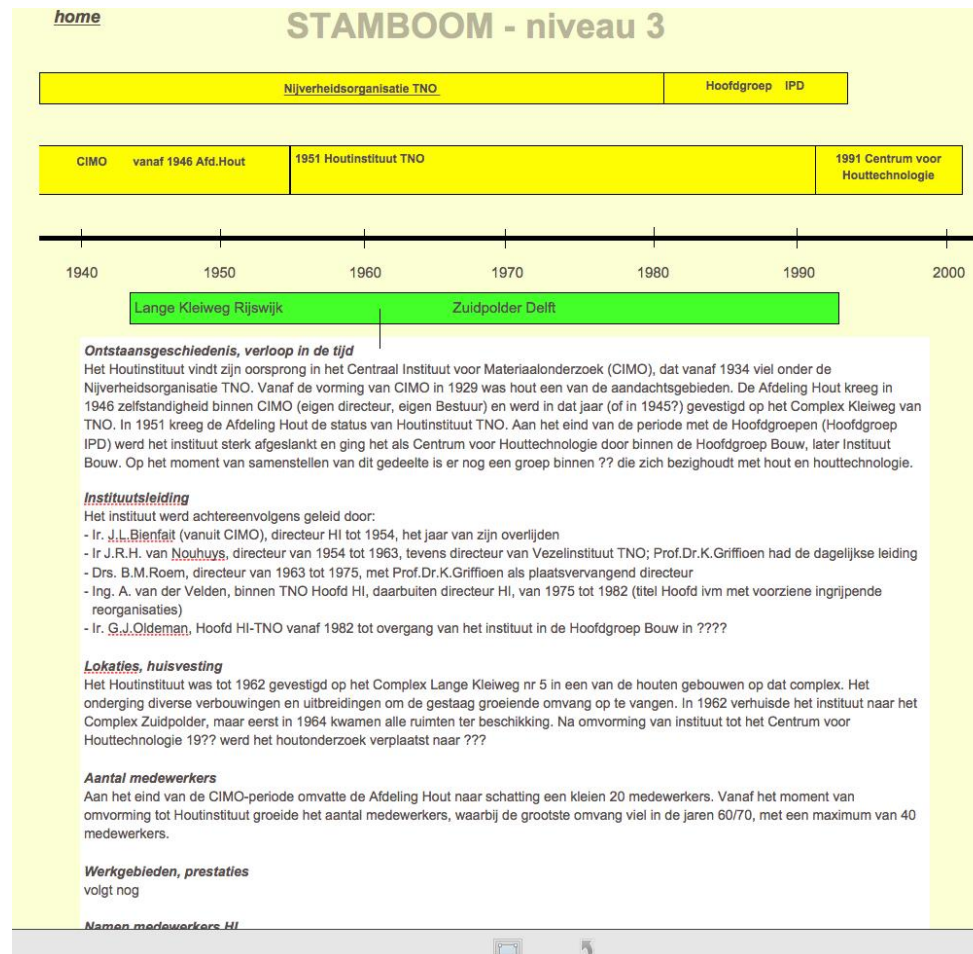 home
STAMBOOM - niveau 3
Nijverheidsorganisatie TNO
Hoofdgroep IPD
CIMO vanaf 1946 Afd.Hout
1951 Houtinstituut TNO
1991 Centrum voor
Houttechnologie
1940 1950 1960 1970 1980 1990 2000
Lange Kleiweg Rijswijk Zuidpolder Delft
Ontstaansgeschiedenis, verloop in de tijd
Het Houtinstituut vindt zijn oorsprong in het Centraal Instituut voor Materiaalonderzoek (CIMO), dat vanaf 1934 viel onder de
Nijverheidsorganisatie TNO. Vanaf de vorming van CIMO in 1929 was hout een van de aandachtsgebieden. De Afdeling Hout kreeg in
1946 zelfstandigheid binnen CIMO (eigen directeur, eigen Bestuur) en werd in dat jaar (of in 1945?) gevestigd op het Complex Kleiweg van
TNO. In 1951 kreeg de Afdeling Hout de status van Houtinstituut TNO. Aan het eind van de periode met de Hoofdgroepen (Hoofdgroep
IPD) werd het instituut sterk afgeslankt en ging het als Centrum voor Houttechnologie door binnen de Hoofdgroep Bouw, later Instituut
Bouw. Op het moment van samenstellen van dit gedeelte is er nog een groep binnen ?? die zich bezighoudt met hout en houttechnologie.
Instituutsleiding
Het instituut werd achtereenvolgens geleid door:
- Ir. J.L.Bienfait (vanuit CIMO), directeur HI tot 1954, het jaar van zijn overlijden
- Ir J.R.H. van Nouhuys, directeur van 1954 tot 1963, tevens directeur van Vezelinstituut TNO; Prof.Dr.K.Griffioen had de dagelijkse leiding
- Drs. B.M.Roem, directeur van 1963 tot 1975, met Prof.Dr.K.Griffioen als plaatsvervangend directeur
- Ing. A. van der Velden, binnen TNO Hoofd HI, daarbuiten directeur HI, van 1975 tot 1982 (titel Hoofd ivm met voorziene ingrijpende
reorganisaties)
- Ir. G.J.Oldeman, Hoofd HI-TNO vanaf 1982 tot overgang van het instituut in de Hoofdgroep Bouw in ????
Lokaties, huisvesting
Het Houtinstituut was tot 1962 gevestigd op het Complex Lange Kleiweg nr 5 in een van de houten gebouwen op dat complex. Het
onderging diverse verbouwingen en uitbreidingen om de gestaag groeiende omvang op te vangen. In 1962 verhuisde het instituut naar het
Complex Zuidpolder, maar eerst in 1964 kwamen alle ruimten ter beschikking. Na omvorming van instituut tot het Centrum voor
Houttechnologie 19?? werd het houtonderzoek verplaatst naar ???
Aantal medewerkers
Aan het eind van de CIMO-periode omvatte de Afdeling Hout naar schatting een kleien 20 medewerkers. Vanaf het moment van
omvorming tot Houtinstituut groeide het aantal medewerkers, waarbij de grootste omvang viel in de jaren 60/70, met een maximum van 40
medewerkers.
Werkgebieden, prestaties
volgt nog
Namen medewerkers HI